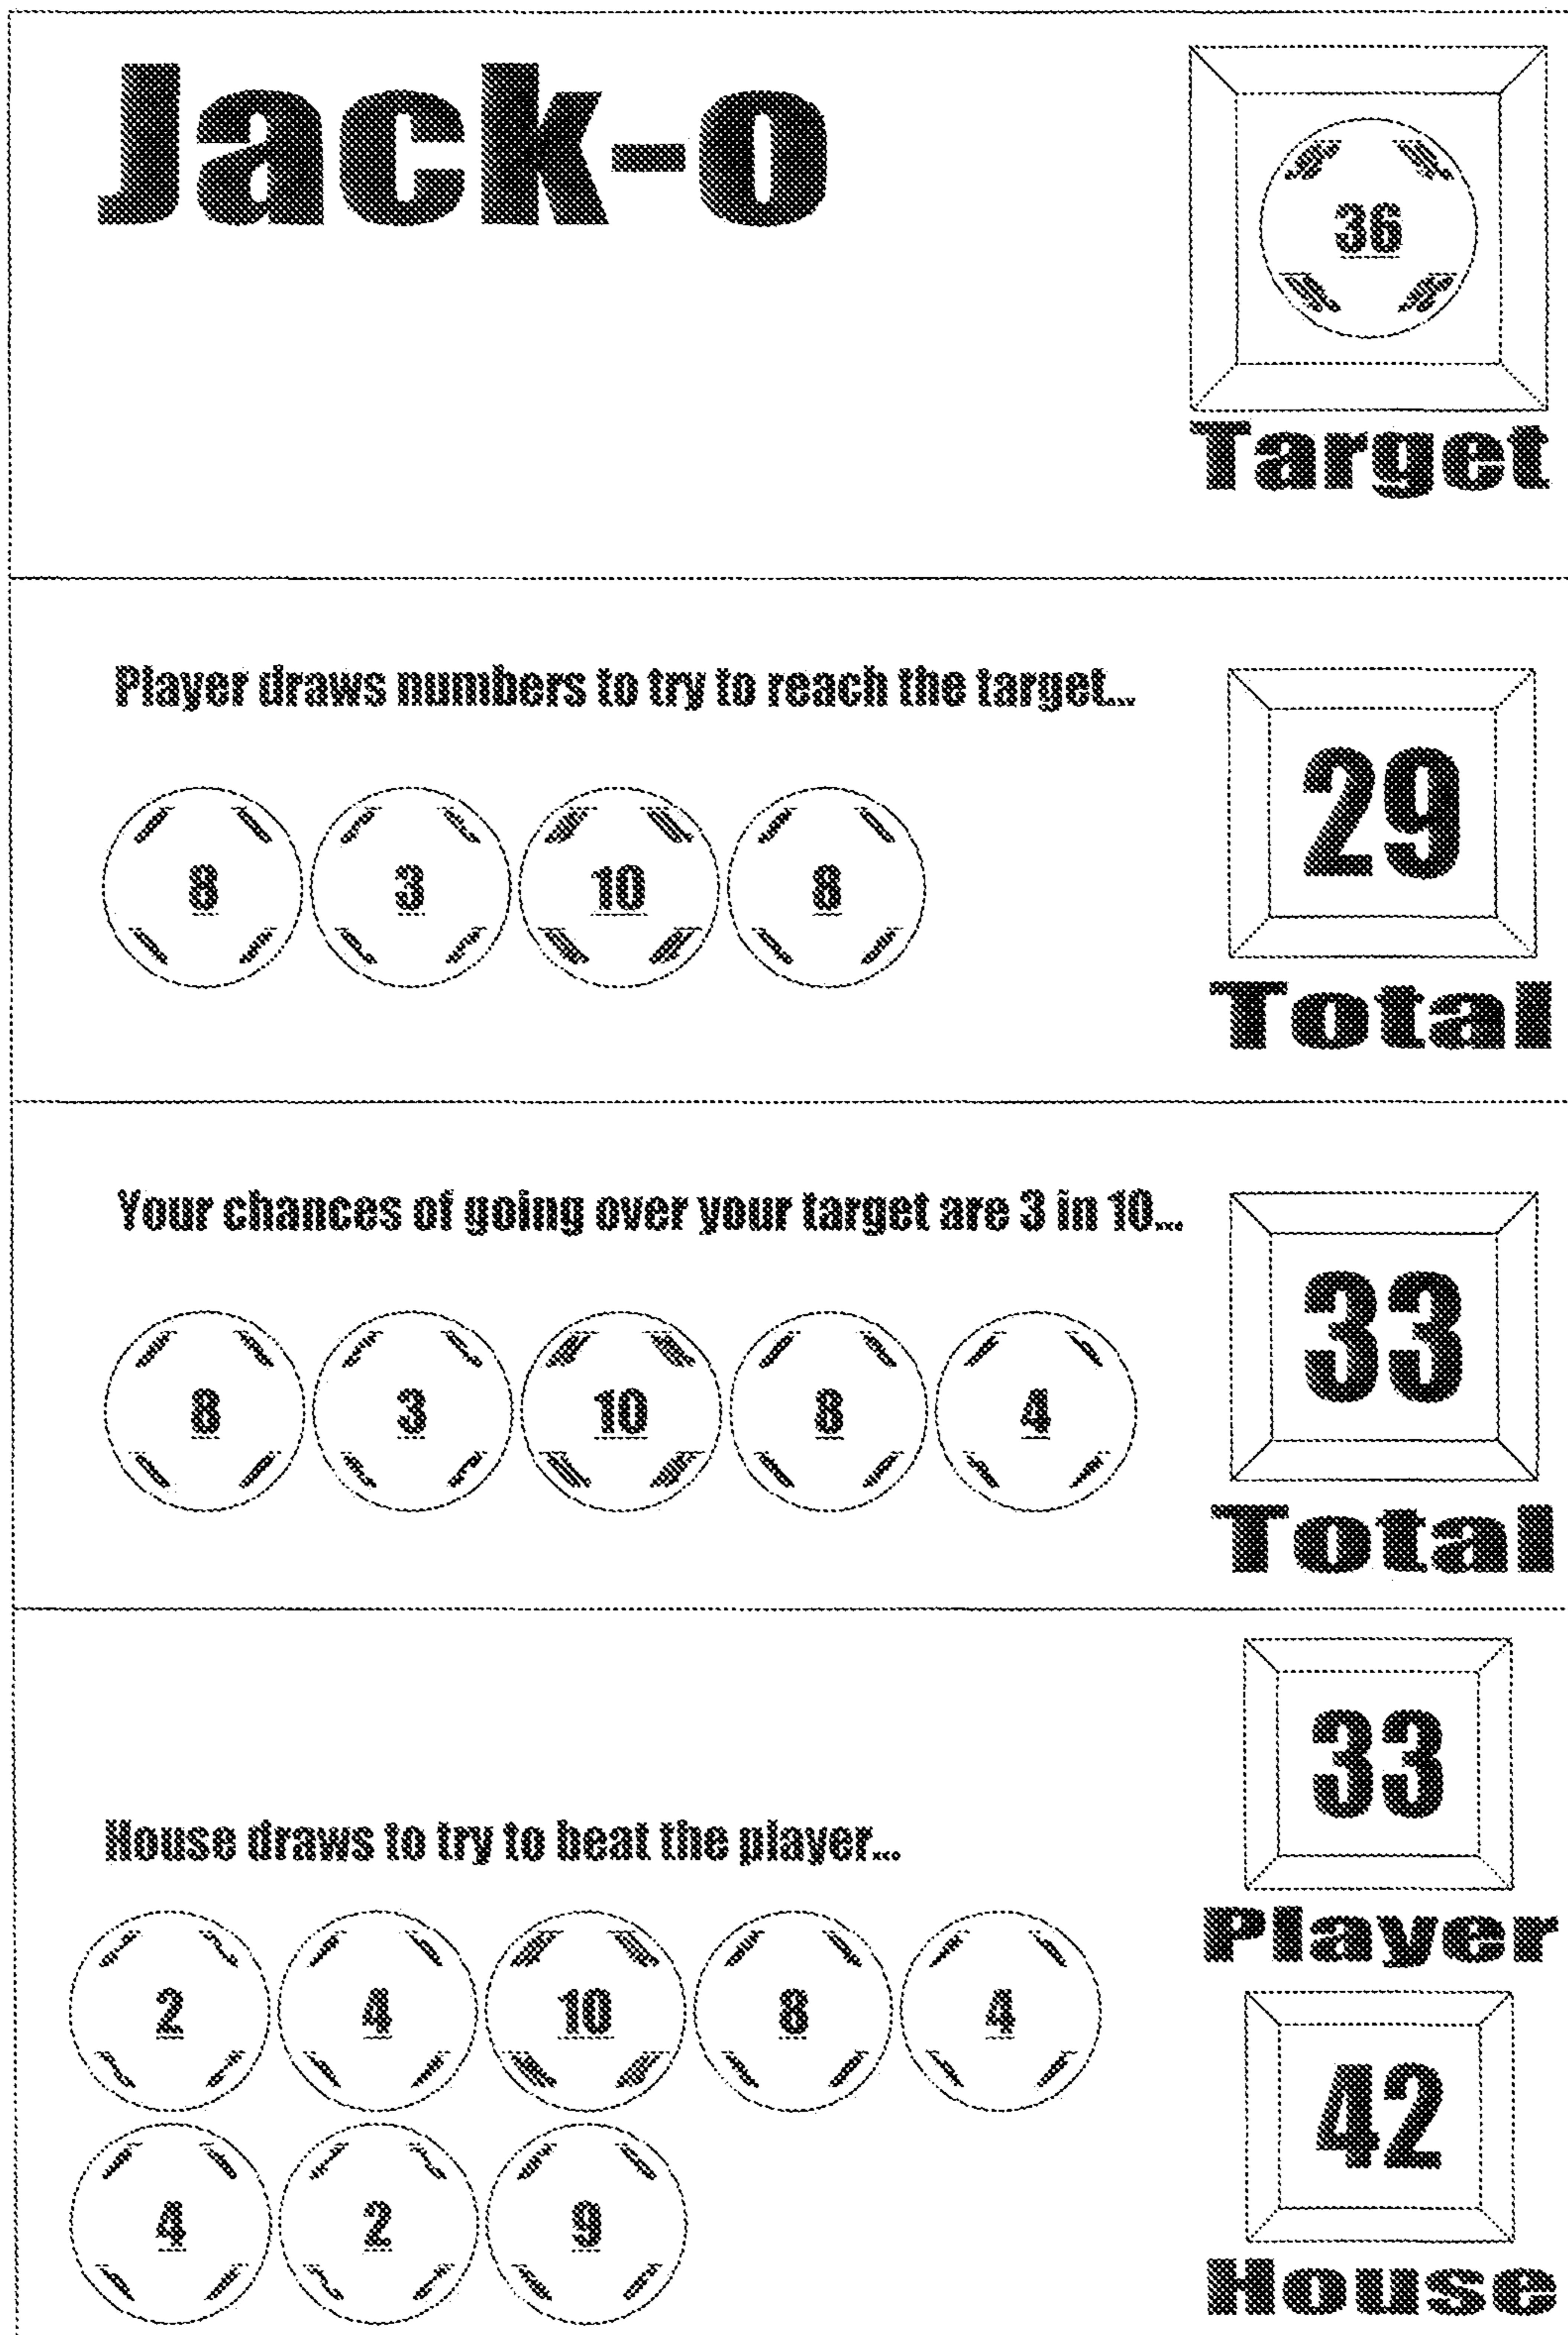 Jack-o
36
Target
Player draws numbers to try to reach the target...
8 3 10 8
29
Total
Your chances of going over your target are 3 in 10...
8 3 10 8 4
33
Total
33
Player
House draws to try to beat the player...
2 4 10 8 4
4 2 9
42
House